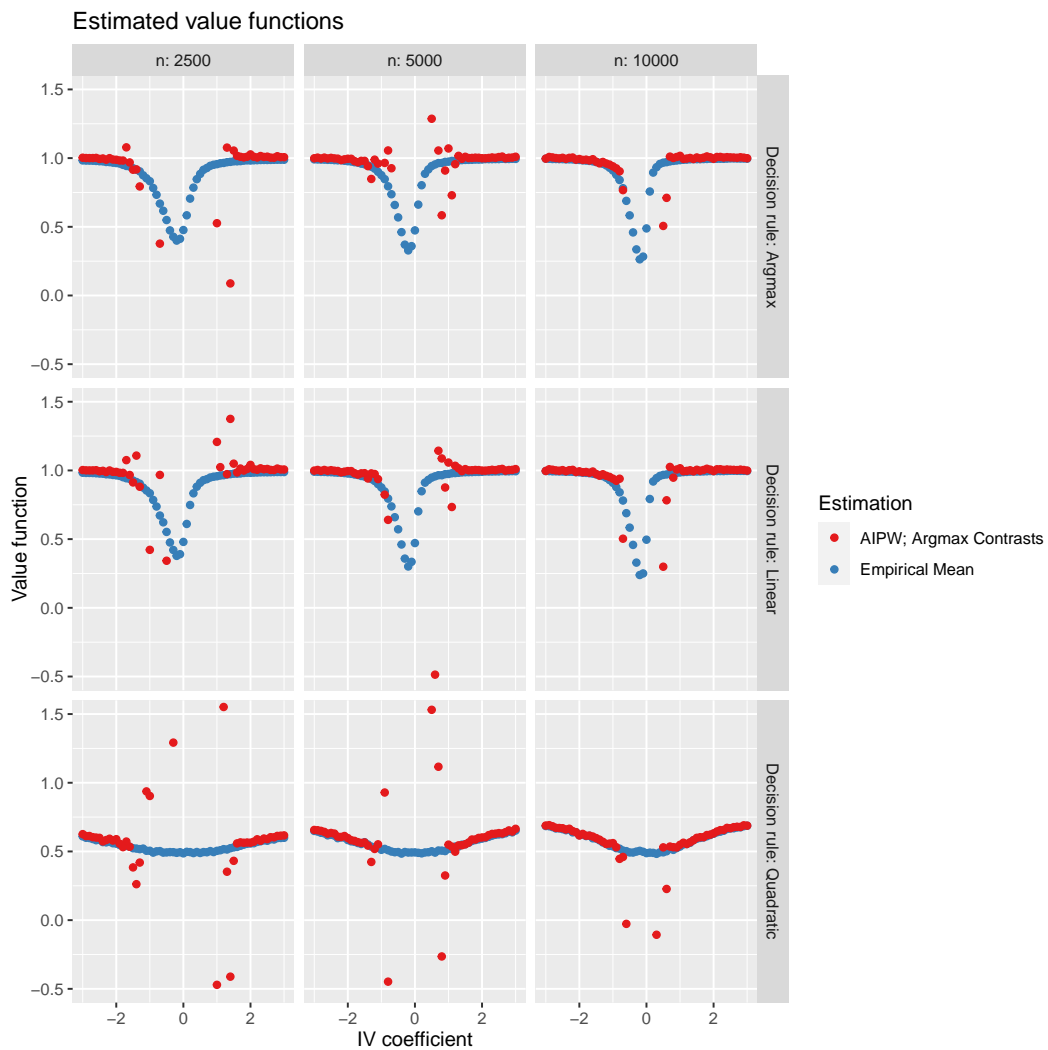 Estimated value functions
n: 2500
n: 5000
n: 10000
1.5
1.0
0.5
0.0
−0.5
Decision rule: Argmax
1.5
1.0
0.5
0.0
−0.5
Decision rule: Linear
1.5
1.0
0.5
0.0
−0.5
Decision rule: Quadratic
Value function
−2 0 2
−2 0 2
−2 0 2
IV coefficient
Estimation
AIPW; Argmax Contrasts
Empirical Mean